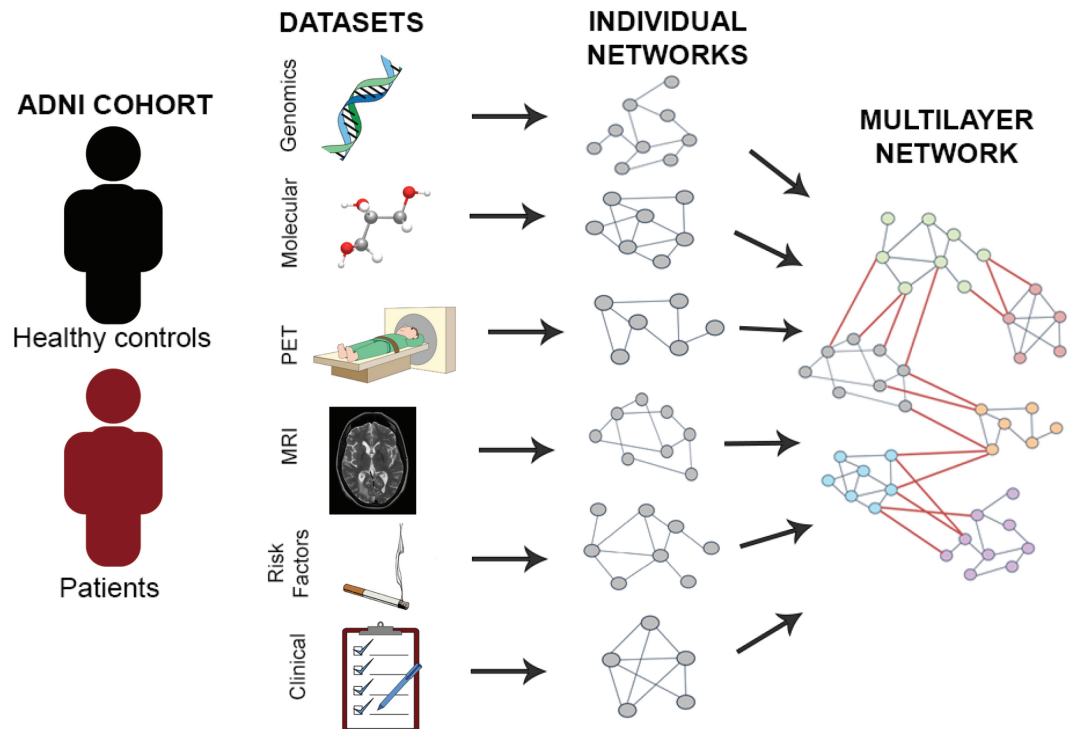 DATASETS
INDIVIDUAL
NETWORKS
ADNI COHORT
MULTILAYER
NETWORK
Healthy controls
Patients
Genomics
Molecular
PET
MRI
Risk
Factors
Clinical